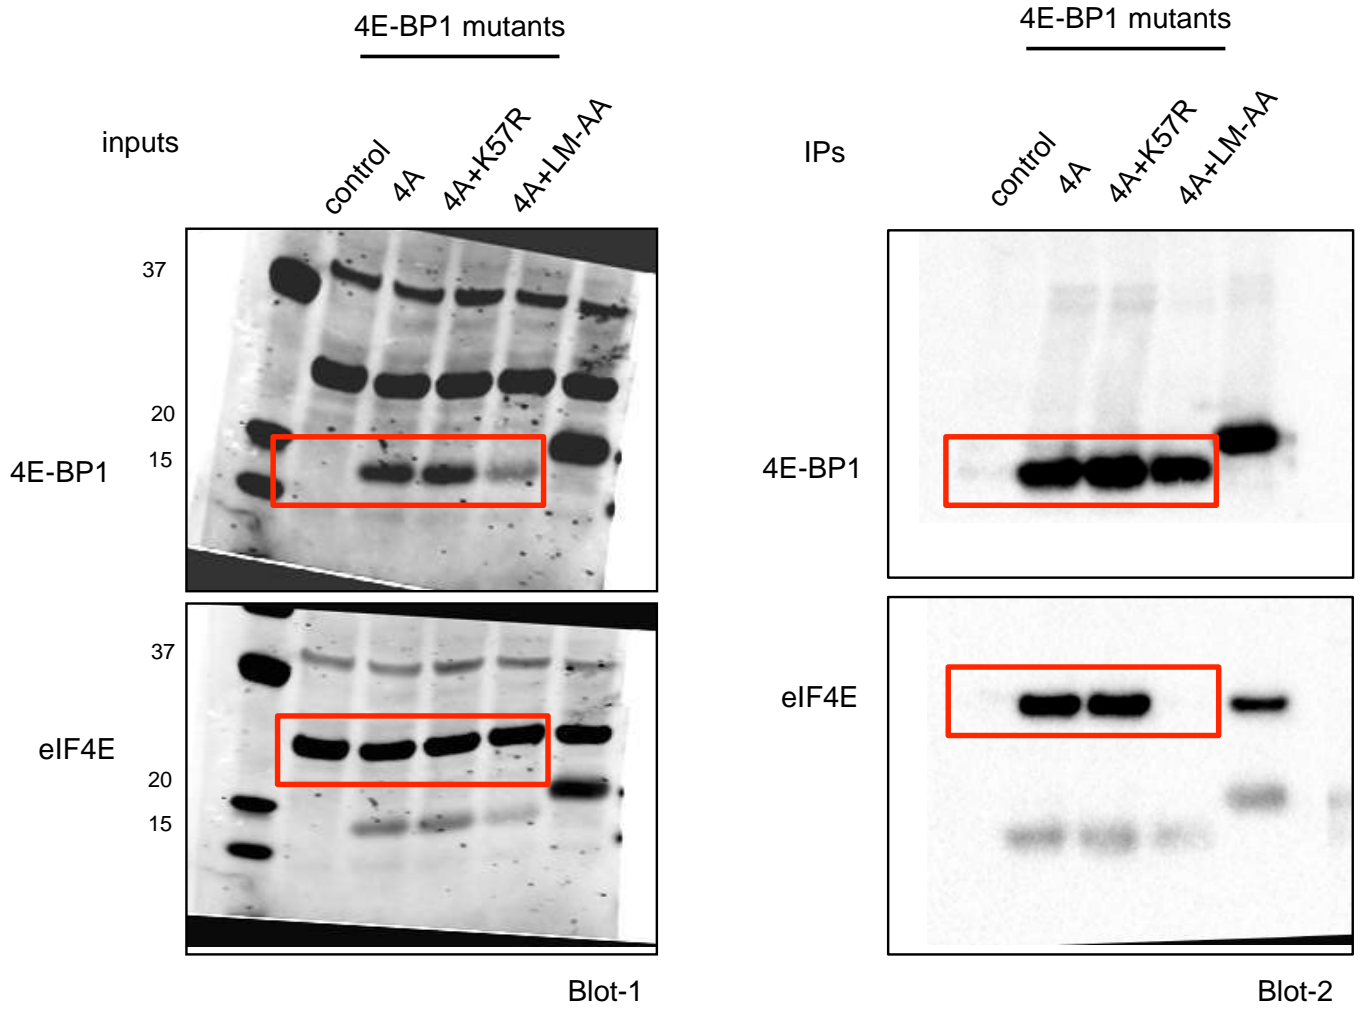 4E-BP1 mutants
inputs
control
4A
4A+K57R
4A+LM-AA
37
20
15
4E-BP1
37
eIF4E
20
15
Blot-1
4E-BP1 mutants
IPs
control
4A
4A+K57R
4A+LM-AA
4E-BP1
eIF4E
Blot-2